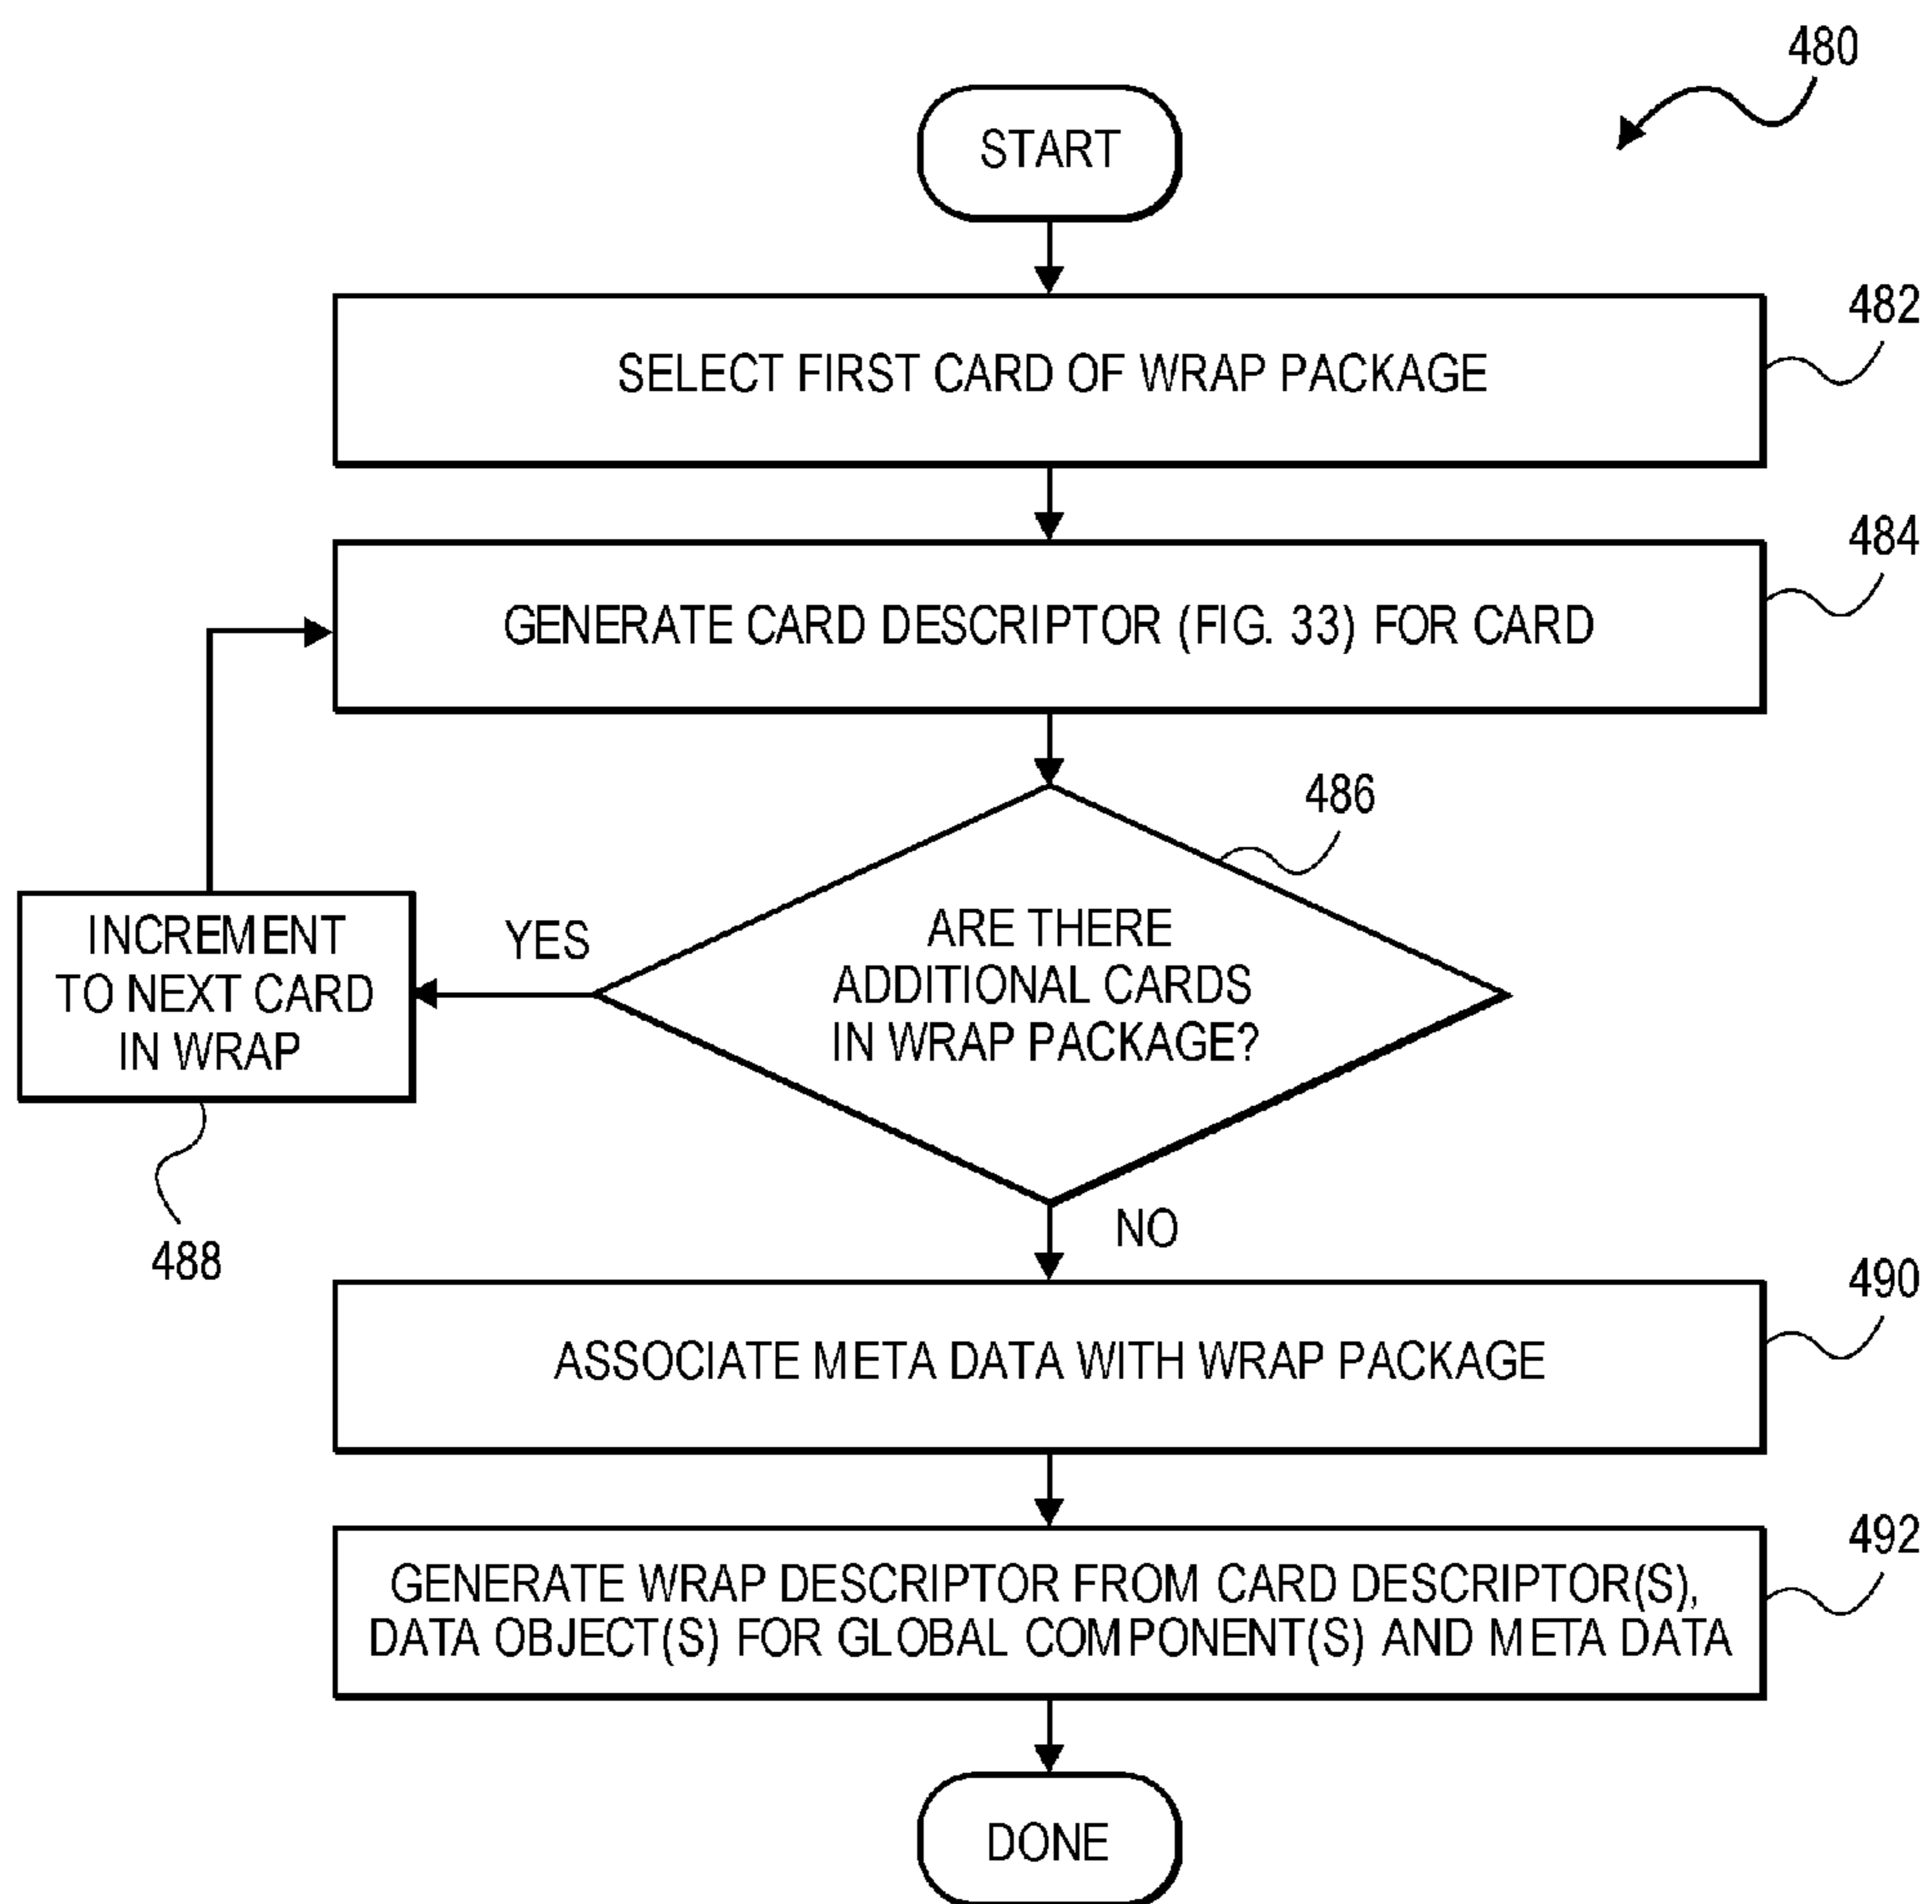 480
START
482
SELECT FIRST CARD OF WRAP PACKAGE
484
GENERATE CARD DESCRIPTOR (FIG. 33) FOR CARD
486
ARE THERE
ADDITIONAL CARDS
IN WRAP PACKAGE?
YES
INCREMENT
TO NEXT CARD
IN WRAP
488
NO
490
ASSOCIATE META DATA WITH WRAP PACKAGE
492
GENERATE WRAP DESCRIPTOR FROM CARD DESCRIPTOR(S),
DATA OBJECT(S) FOR GLOBAL COMPONENT(S) AND META DATA
DONE